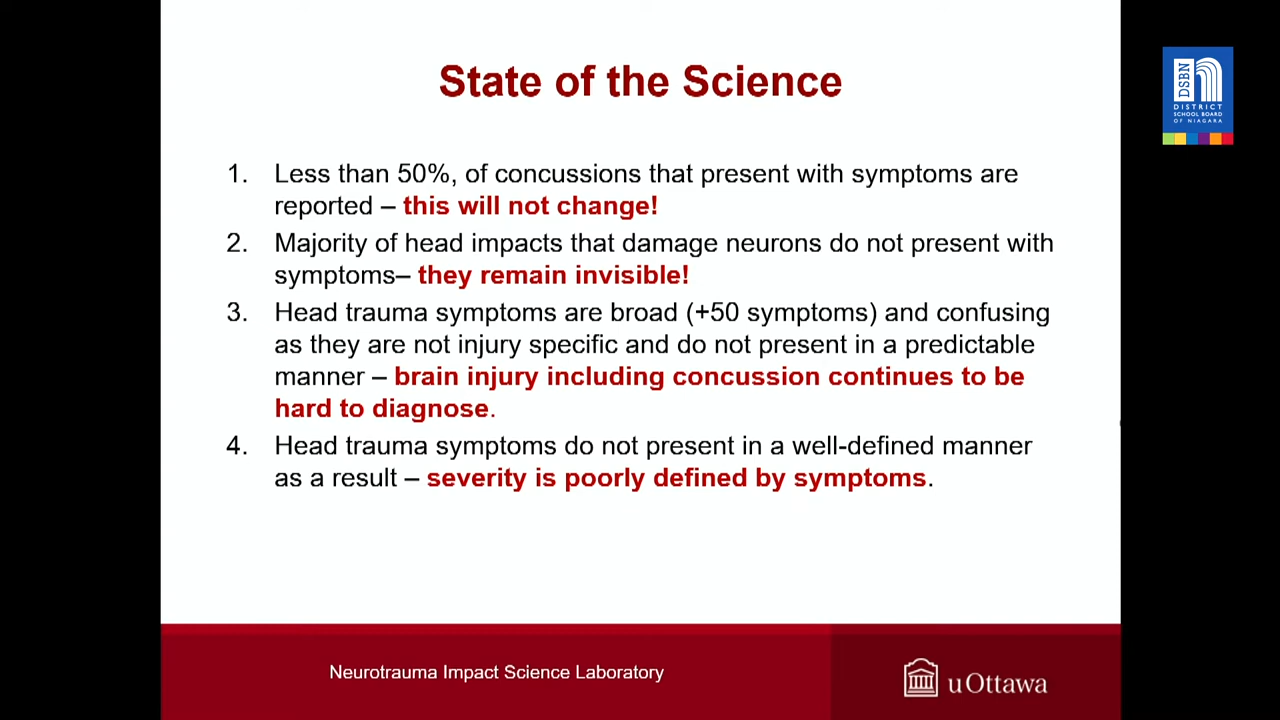 State of the Science
1. Less than 50%, of concussions that present with symptoms are
reported – this will not change!
2. Majority of head impacts that damage neurons do not present with
symptoms– they remain invisible!
3. Head trauma symptoms are broad (+50 symptoms) and confusing
as they are not injury specific and do not present in a predictable
manner – brain injury including concussion continues to be
hard to diagnose.
4. Head trauma symptoms do not present in a well-defined manner
as a result – severity is poorly defined by symptoms.
Neurotrauma Impact Science Laboratory
uOttawa
DSBN
DISTRICT
SCHOOL BOARD
OF NIAGARA